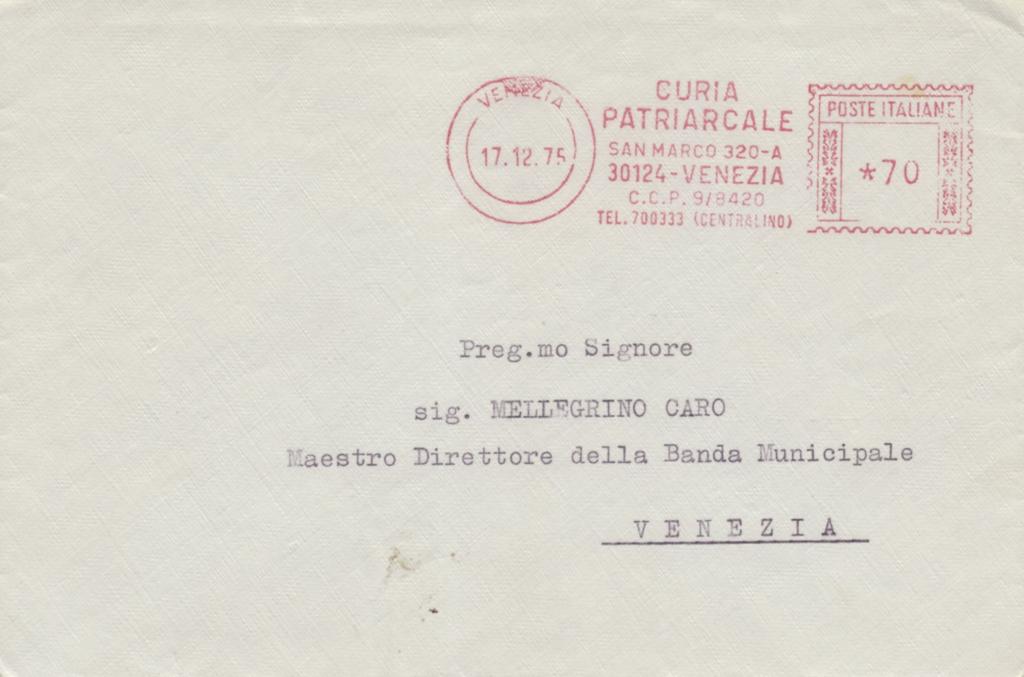 VENEZIA
17.12.75
CURIA
PATRIARCALE
SAN MARCO 320-A
30124-VENEZIA
C.C.P. 9/8420
TEL. 700333 (CENTRALINO)
POSTE ITALIANE
*70
Preg.mo Signore
sig. MELLEGRINO CARO
Maestro Direttore della Banda Municipale
V E N E Z I A